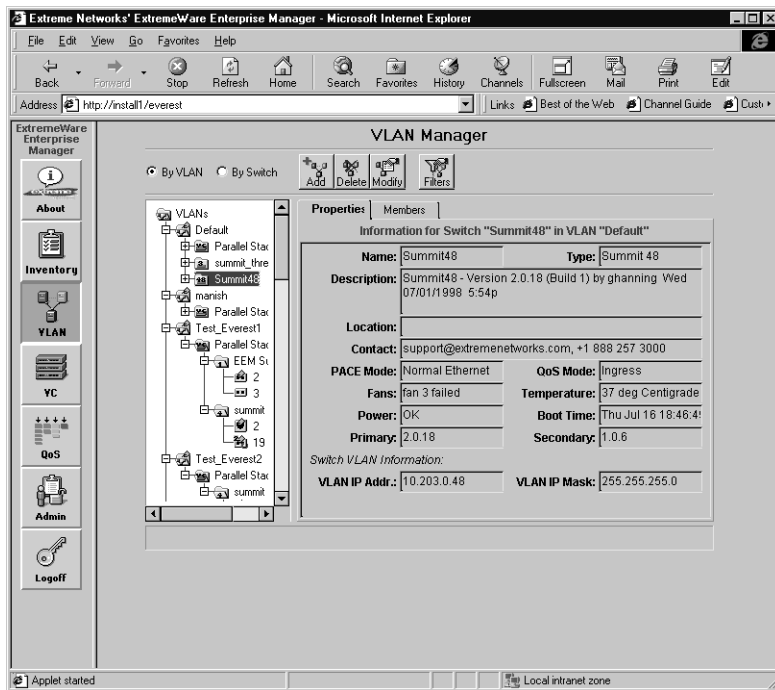 Extreme Networks' ExtremeWare Enterprise Manager - Microsoft Internet Explorer
File Edit View Go Favorites Help
Back Forward Stop Refresh Home Search Favorites History Channels Fullscreen Mail Print Edit
Address http://install1/everest Links Best of the Web Channel Guide Cust
ExtremeWare
Enterprise
Manager
About
Inventory
VLAN
VC
QoS
Admin
Logoff
VLAN Manager
By VLAN By Switch Add Delete Modify Filters
VLANs
Default
Parallel Stac
summit_thre
Summit48
manish
Parallel Stac
Test_Everest1
Parallel Stac
EEM Su
2
3
summit
2
19
Test_Everest2
Parallel Stac
summit
Properties Members
Information for Switch "Summit48" in VLAN "Default"
Name: Summit48 Type: Summit 48
Description: Summit48 - Version 2.0.18 (Build 1) by ghanning Wed
07/01/1998 5:54p
Location:
Contact: support@extremenetworks.com, +1 888 257 3000
PACE Mode: Normal Ethernet QoS Mode: Ingress
Fans: fan 3 failed Temperature: 37 deg Centigrade
Power: OK Boot Time: Thu Jul 16 18:46:4
Primary: 2.0.18 Secondary: 1.0.6
Switch VLAN Information:
VLAN IP Addr.: 10.203.0.48 VLAN IP Mask: 255.255.255.0
Applet started Local intranet zone